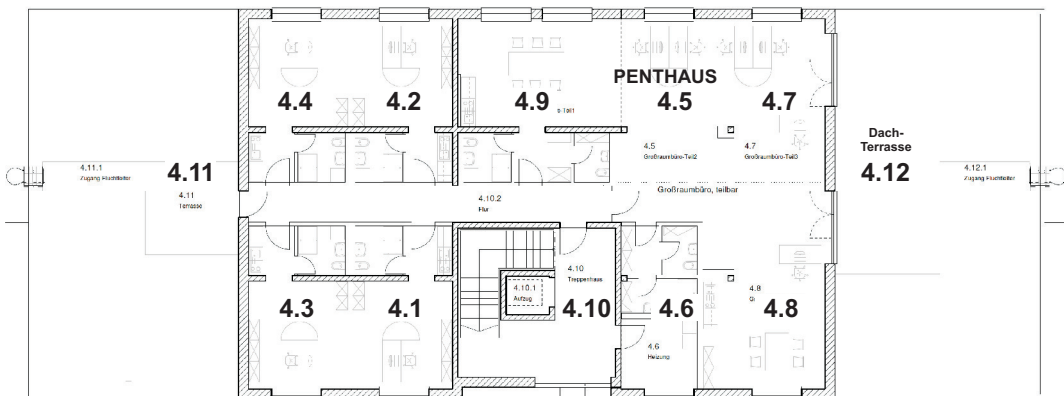 PENTHAUS
4.4
4.2
4.9
4.5
4.7
Dach-
Terrasse
4.12
4.5
Großraumbüro-Teil2
4.7
Großraumbüro-Teil3
4.11.1
Zugang Fluchtleiter
4.11
4.11
Terrasse
4.12.1
Zugang Fluchtleiter
Großraumbüro, teilbar
4.10.2
Flur
4.10
Treppenhaus
4.10.1
Aufzug
4.3
4.1
4.10
4.6
4.8
4.8
4.6
Heizung